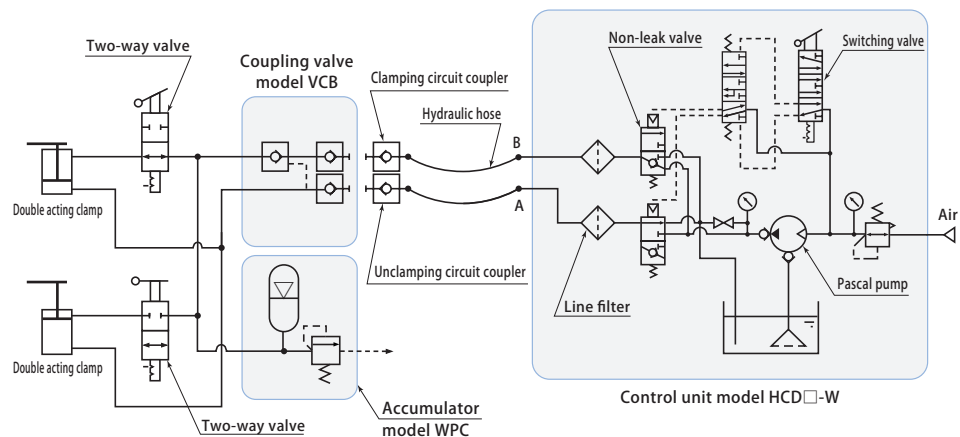 Two-way valve
Coupling valve
model VCB
Clamping circuit coupler
Hydraulic hose
Non-leak valve
Switching valve
B
A
Double acting clamp
Air
Unclamping circuit coupler
Line filter
Pascal pump
Double acting clamp
Two-way valve
Accumulator
model WPC
Control unit model HCD□-W